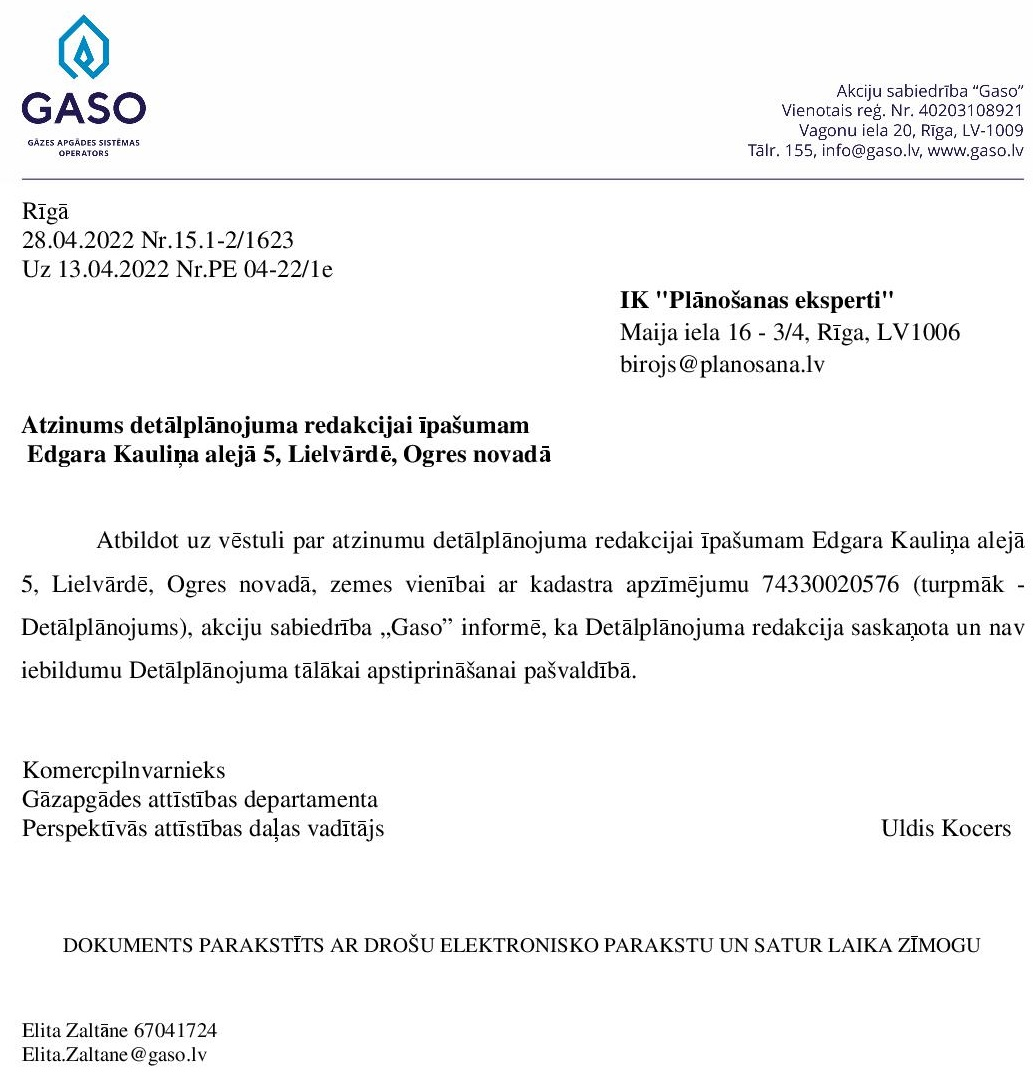 GASO
GĀZES APGĀDES SISTĒMAS
OPERATORS
Akciju sabiedrība “Gaso”
Vienotais reģ. Nr. 40203108921
Vagonu iela 20, Rīga, LV-1009
Tālr. 155, info@gaso.lv, www.gaso.lv
Rīgā
28.04.2022 Nr.15.1-2/1623
Uz 13.04.2022 Nr.PE 04-22/1e
IK "Plānošanas eksperti"
Maija iela 16 - 3/4, Rīga, LV1006
birojs@planosana.lv
Atzinums detālplānojuma redakcijai īpašumam
Edgara Kauliņa alejā 5, Lielvārdē, Ogres novadā
Atbildot uz vēstuli par atzinumu detālplānojuma redakcijai īpašumam Edgara Kauliņa alejā
5, Lielvārdē, Ogres novadā, zemes vienībai ar kadastra apzīmējumu 74330020576 (turpmāk -
Detālplānojums), akciju sabiedrība „Gaso” informē, ka Detālplānojuma redakcija saskaņota un nav
iebildumu Detālplānojuma tālākai apstiprināšanai pašvaldībā.
Komercpilnvarnieks
Gāzapgādes attīstības departamenta
Perspektīvās attīstības daļas vadītājs
Uldis Kocers
DOKUMENTS PARAKSTĪTS AR DROŠU ELEKTRONISKO PARAKSTU UN SATUR LAIKA ZĪMOGU
Elita Zaltāne 67041724
Elita.Zaltane@gaso.lv